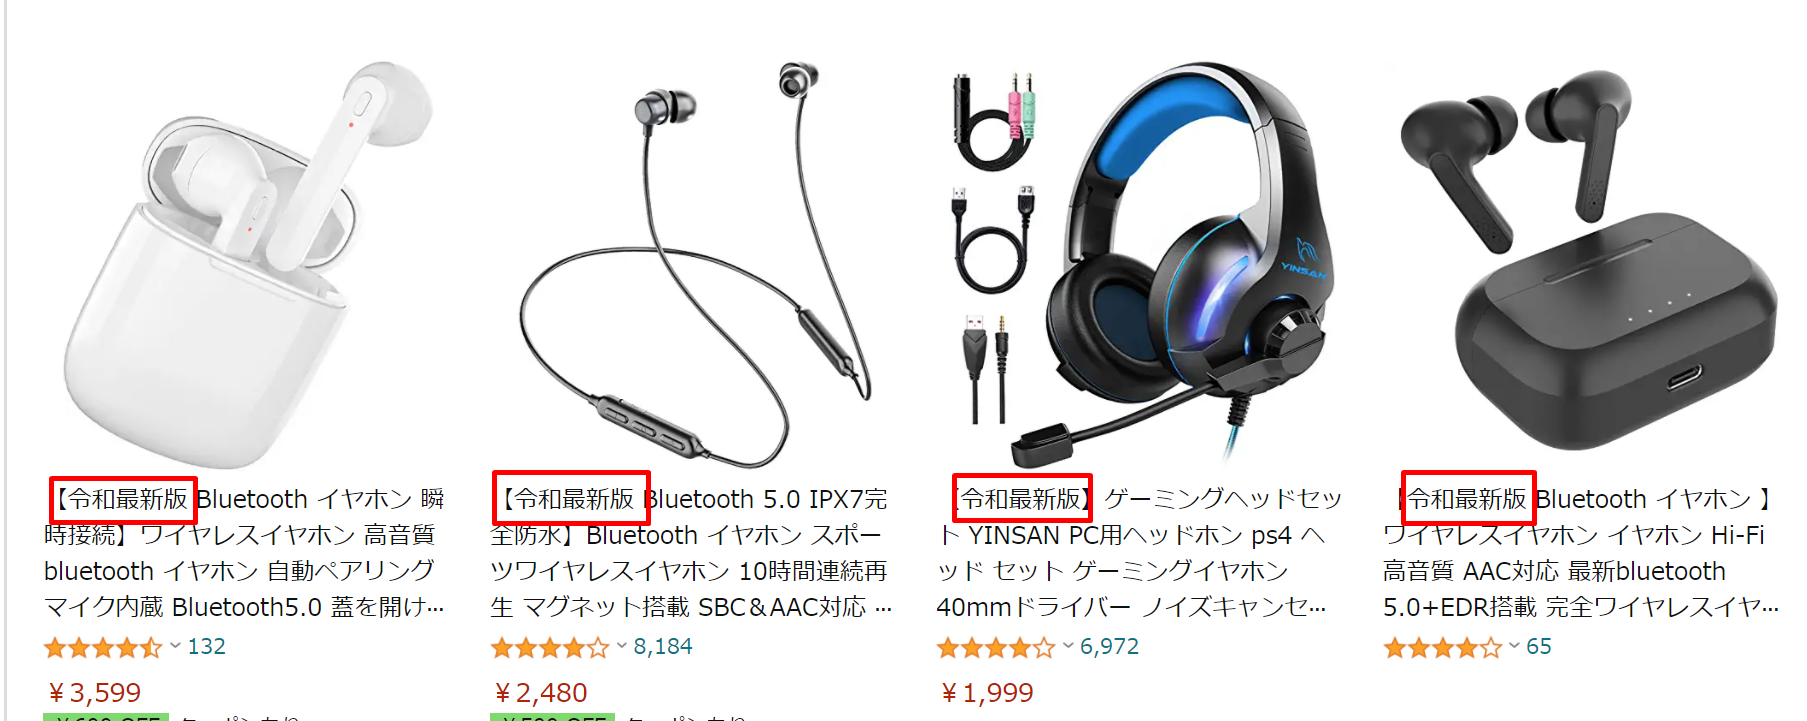 YINSAN
【令和最新版 Bluetooth イヤホン 瞬
時接続】ワイヤレスイヤホン 高音質
bluetooth イヤホン 自動ペアリング
マイク内蔵 Bluetooth5.0 蓋を開け…
132
￥3,599
￥600 OFF クーポンあり
【令和最新版 Bluetooth 5.0 IPX7完
全防水】Bluetooth イヤホン スポー
ツワイヤレスイヤホン 10時間連続再
生 マグネット搭載 SBC＆AAC対応 …
8,184
￥2,480
￥500 OFF クーポンあり
【令和最新版】ゲーミングヘッドセッ
ト YINSAN PC用ヘッドホン ps4 ヘ
ッド セット ゲーミングイヤホン
40mmドライバー ノイズキャンセ…
6,972
￥1,999
【令和最新版 Bluetooth イヤホン 】
ワイヤレスイヤホン イヤホン Hi-Fi
高音質 AAC対応 最新bluetooth
5.0+EDR搭載 完全ワイヤレスイヤ…
65